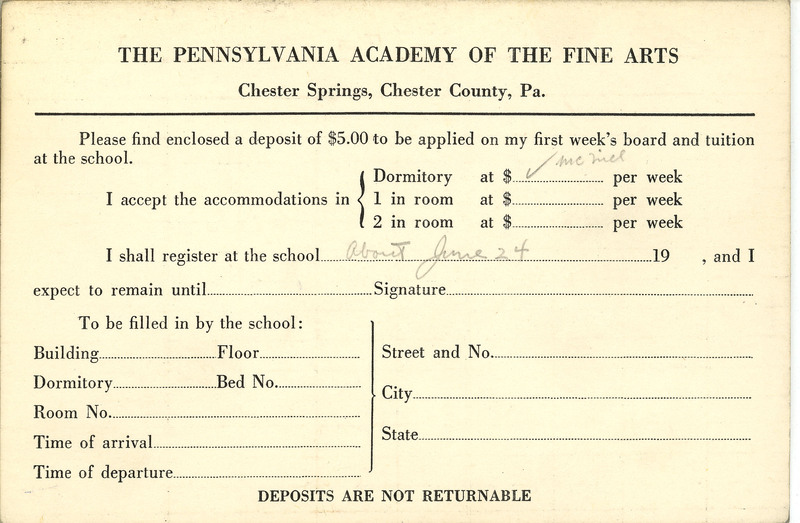 THE PENNSYLVANIA ACADEMY OF THE FINE ARTS
Chester Springs, Chester County, Pa.
Please find enclosed a deposit of $5.00 to be applied on my first week's board and tuition
at the school.
I accept the accommodations in
Dormitory at $ ✓ per week
1 in room at $ per week
2 in room at $ per week
I shall register at the school About June 24 19 , and I
expect to remain until Signature
To be filled in by the school:
Building Floor
Dormitory Bed No.
Room No.
Time of arrival
Time of departure
Street and No.
City
State
DEPOSITS ARE NOT RETURNABLE